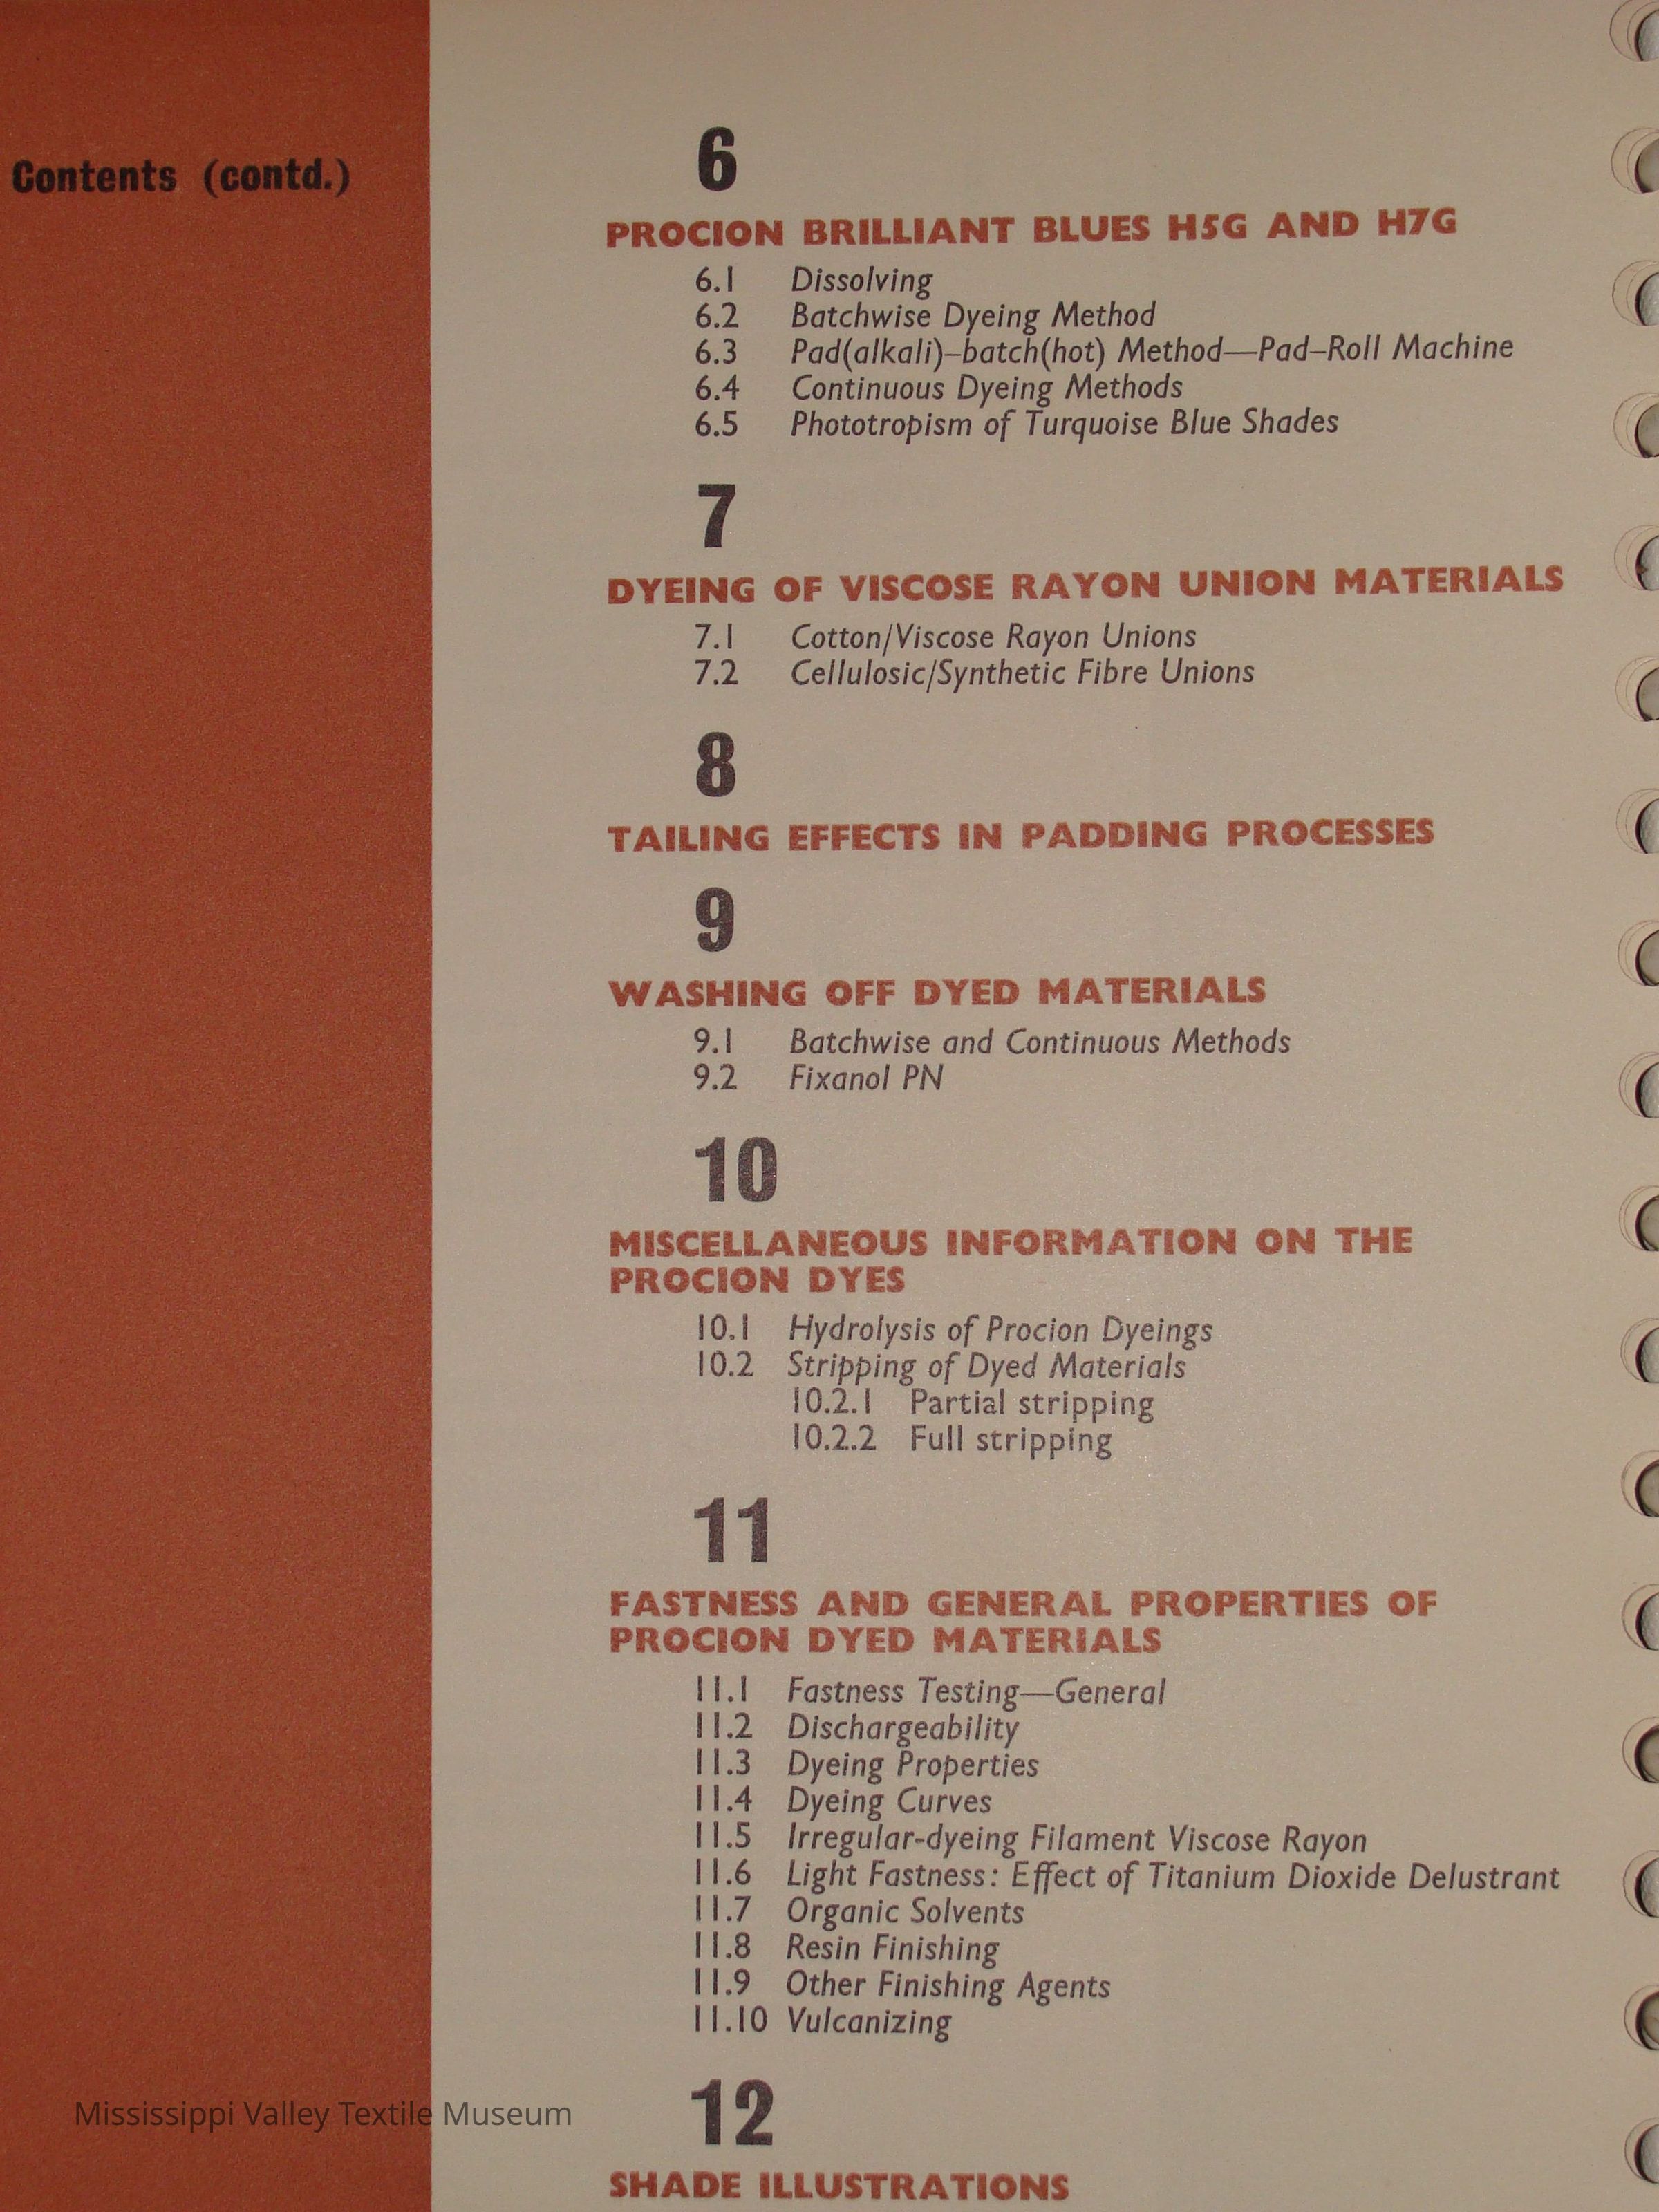 Contents (contd.)
6
PROCION BRILLIANT BLUES H5G AND H7G
6.1 Dissolving
6.2 Batchwise Dyeing Method
6.3 Pad(alkali)–batch(hot) Method—Pad–Roll Machine
6.4 Continuous Dyeing Methods
6.5 Phototropism of Turquoise Blue Shades
7
DYEING OF VISCOSE RAYON UNION MATERIALS
7.1 Cotton/Viscose Rayon Unions
7.2 Cellulosic/Synthetic Fibre Unions
8
TAILING EFFECTS IN PADDING PROCESSES
9
WASHING OFF DYED MATERIALS
9.1 Batchwise and Continuous Methods
9.2 Fixanol PN
10
MISCELLANEOUS INFORMATION ON THE
PROCION DYES
10.1 Hydrolysis of Procion Dyeings
10.2 Stripping of Dyed Materials
10.2.1 Partial stripping
10.2.2 Full stripping
11
FASTNESS AND GENERAL PROPERTIES OF
PROCION DYED MATERIALS
11.1 Fastness Testing—General
11.2 Dischargeability
11.3 Dyeing Properties
11.4 Dyeing Curves
11.5 Irregular-dyeing Filament Viscose Rayon
11.6 Light Fastness: Effect of Titanium Dioxide Delustrant
11.7 Organic Solvents
11.8 Resin Finishing
11.9 Other Finishing Agents
11.10 Vulcanizing
12
SHADE ILLUSTRATIONS
Mississippi Valley Textile Museum